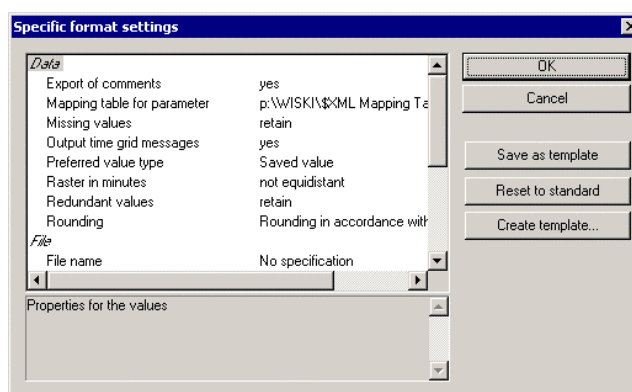 Specific format settings
Data
Export of comments yes
Mapping table for parameter p:\WISKI\$XML Mapping Ta
Missing values retain
Output time grid messages yes
Preferred value type Saved value
Raster in minutes not equidistant
Redundant values retain
Rounding Rounding in accordance with
File
File name No specification
Properties for the values
OK
Cancel
Save as template
Reset to standard
Create template...